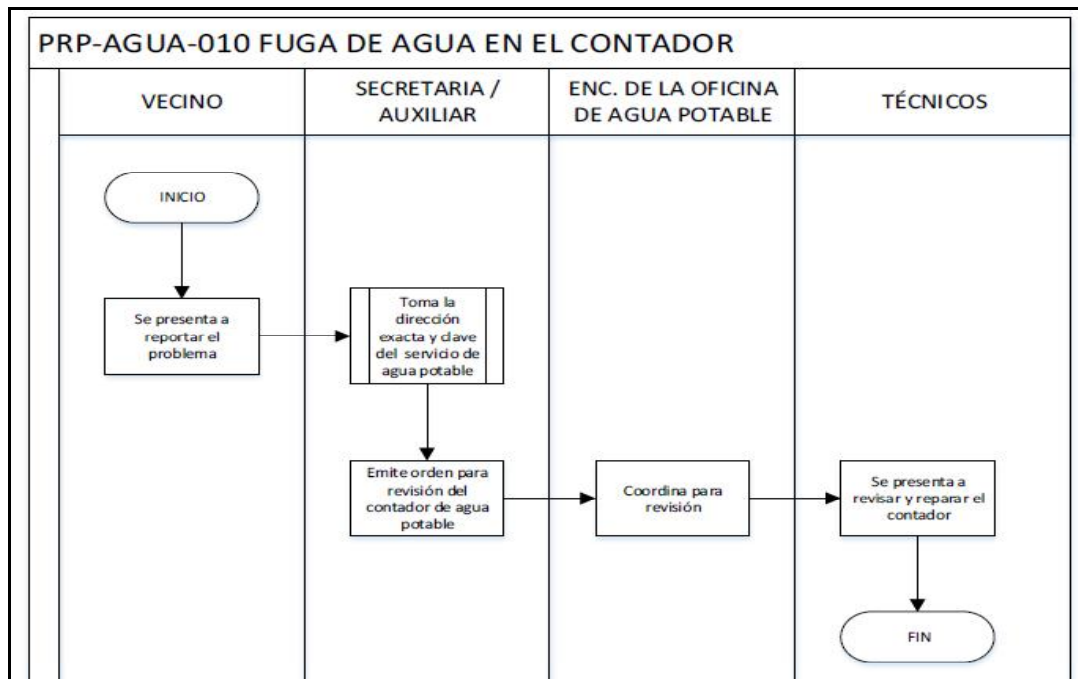 PRP-AGUA-010 FUGA DE AGUA EN EL CONTADOR
VECINO
SECRETARIA /
AUXILIAR
ENC. DE LA OFICINA
DE AGUA POTABLE
TÉCNICOS
INICIO
Se presenta a
reportar el
problema
Toma la
dirección
exacta y clave
del servicio de
agua potable
Emite orden para
revisión del
contador de agua
potable
Coordina para
revisión
Se presenta a
revisar y reparar el
contador
FIN